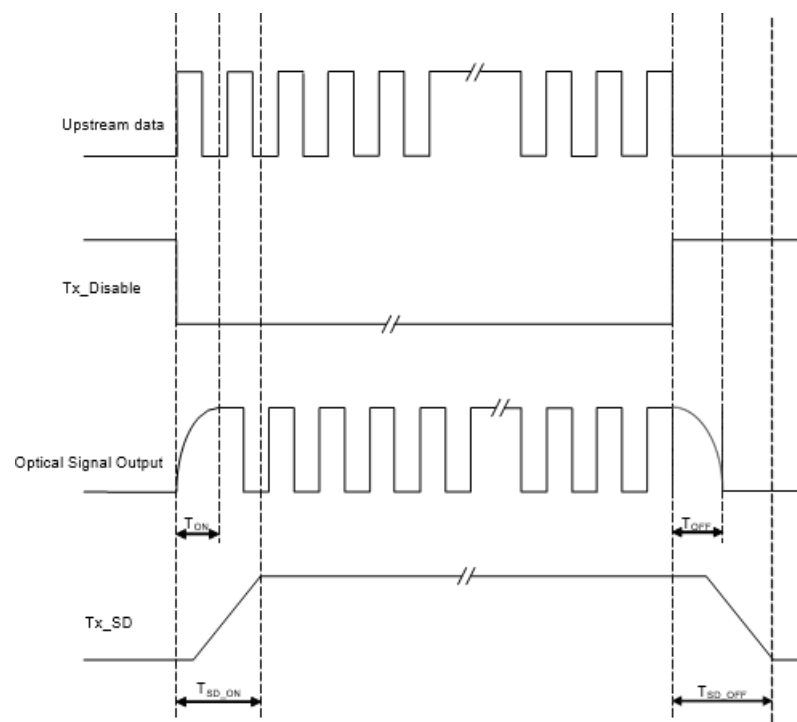 Upstream data
Tx_Disable
Optical Signal Output
TON
TOFF
Tx_SD
TSD_ON
TSD_OFF